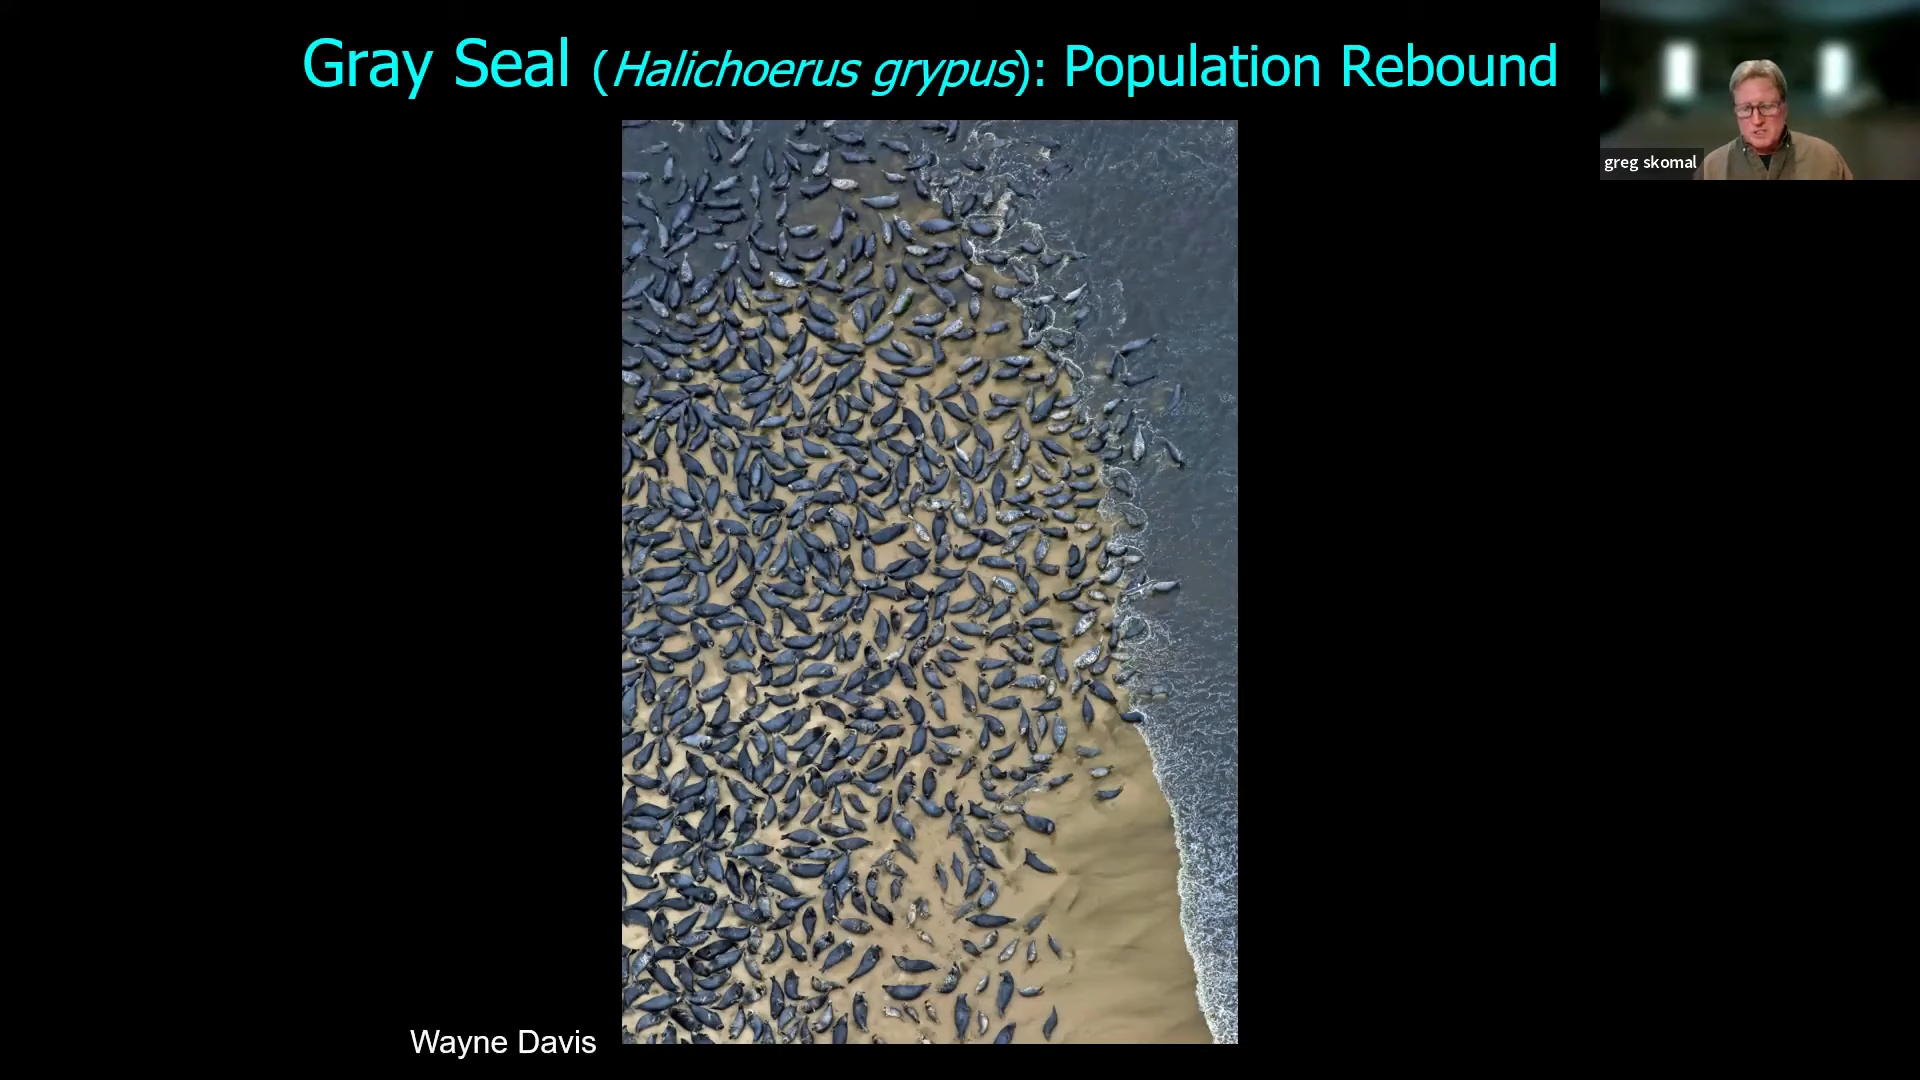 Gray Seal (Halichoerus grypus): Population Rebound
greg skomal
Wayne Davis